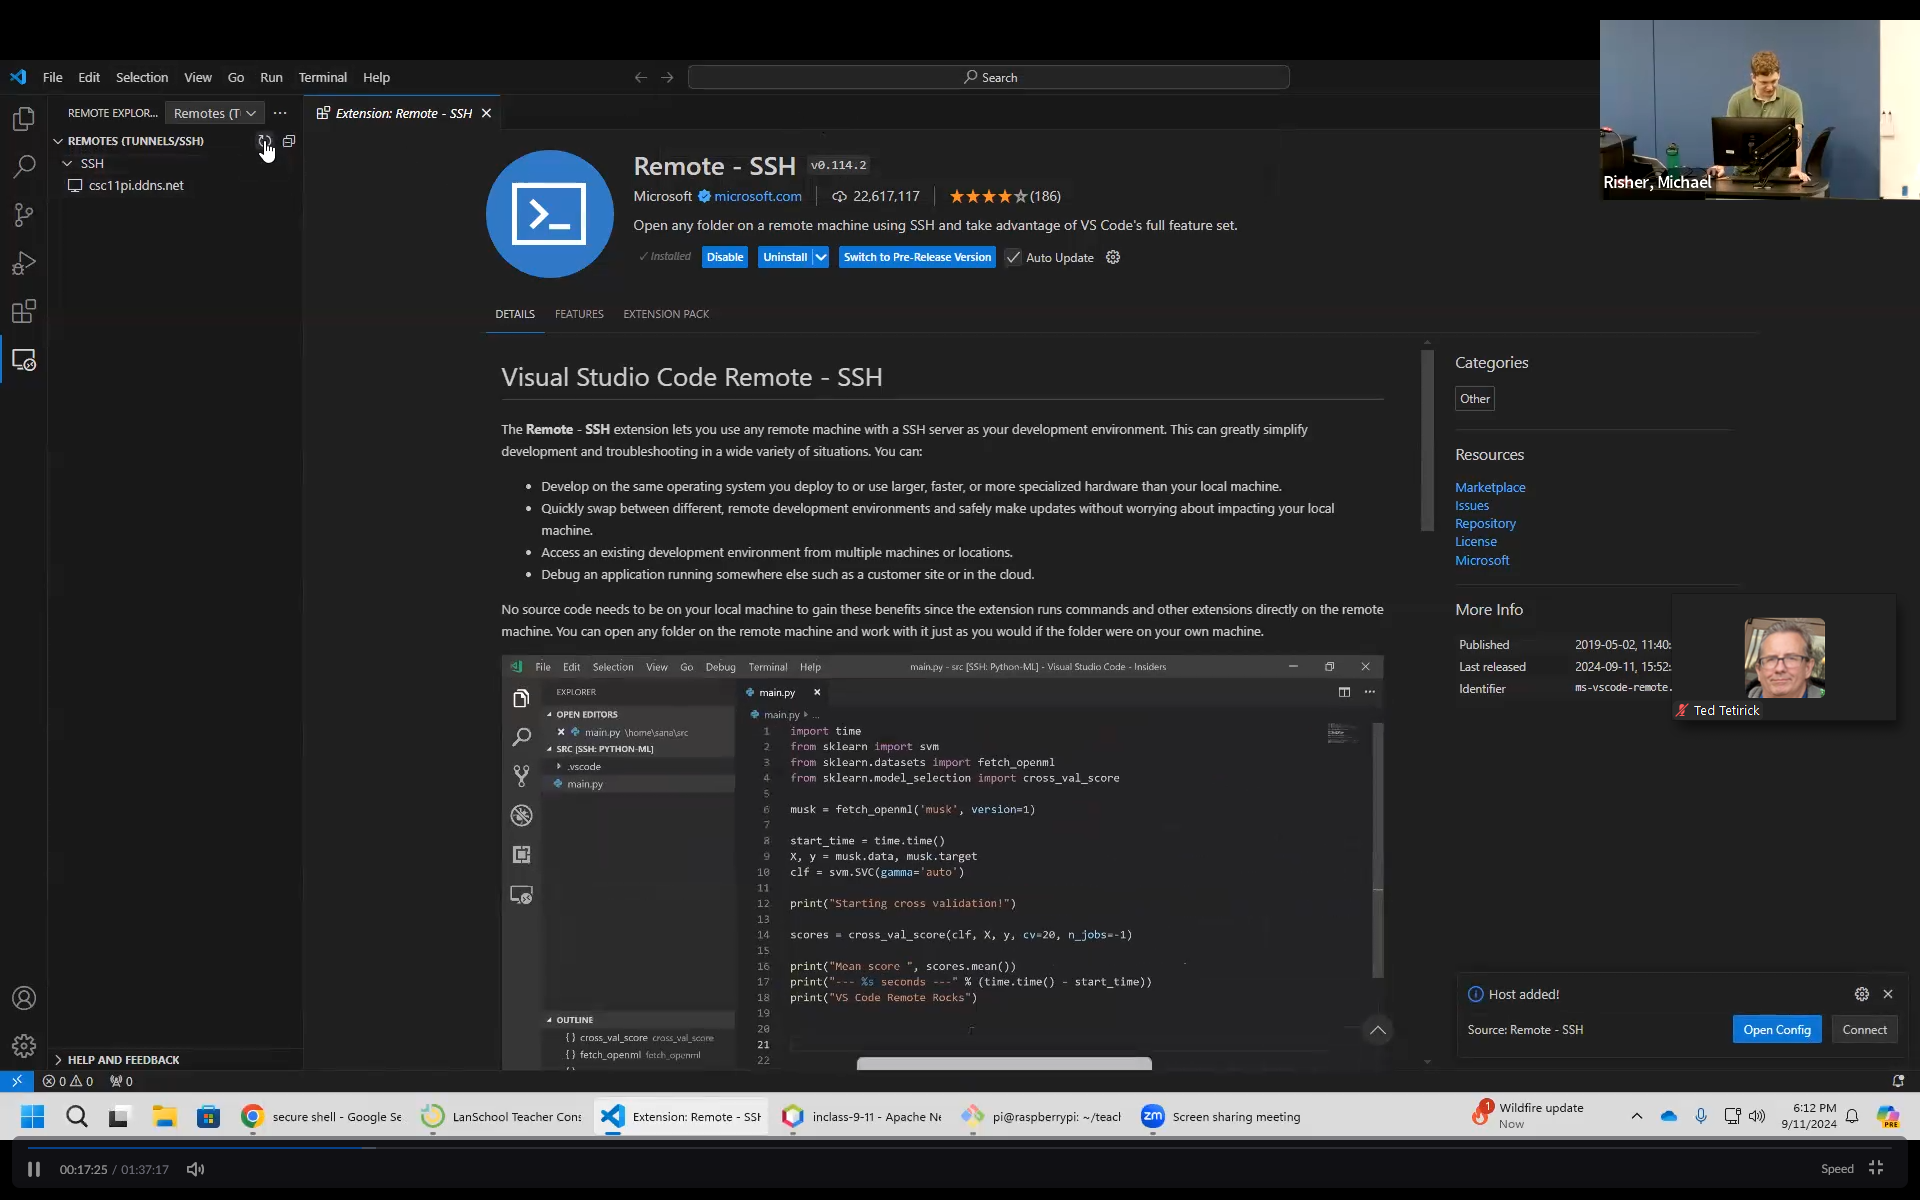 File Edit Selection View Go Run Terminal Help
Search
Risher, Michael
REMOTE EXPLOR... Remotes (T
REMOTES (TUNNELS/SSH)
SSH
csc11pi.ddns.net
Extension: Remote - SSH
Remote - SSH v0.114.2
Microsoft microsoft.com 22,617,117 (186)
Open any folder on a remote machine using SSH and take advantage of VS Code's full feature set.
Installed Disable Uninstall Switch to Pre-Release Version Auto Update
DETAILS FEATURES EXTENSION PACK
Visual Studio Code Remote - SSH
The Remote - SSH extension lets you use any remote machine with a SSH server as your development environment. This can greatly simplify
development and troubleshooting in a wide variety of situations. You can:
• Develop on the same operating system you deploy to or use larger, faster, or more specialized hardware than your local machine.
• Quickly swap between different, remote development environments and safely make updates without worrying about impacting your local
machine.
• Access an existing development environment from multiple machines or locations.
• Debug an application running somewhere else such as a customer site or in the cloud.
No source code needs to be on your local machine to gain these benefits since the extension runs commands and other extensions directly on the remote
machine. You can open any folder on the remote machine and work with it just as you would if the folder were on your own machine.
File Edit Selection View Go Debug Terminal Help main.py - src [SSH: Python-ML] - Visual Studio Code - Insiders
EXPLORER
OPEN EDITORS
main.py \home\sana\src
SRC [SSH: PYTHON-ML]
.vscode
main.py
OUTLINE
{} cross_val_score cross_val_score
{} fetch_openml fetch_openml
main.py
main.py ...
1 import time
2 from sklearn import svm
3 from sklearn.datasets import fetch_openml
4 from sklearn.model_selection import cross_val_score
5
6 musk = fetch_openml('musk', version=1)
7
8 start_time = time.time()
9 X, y = musk.data, musk.target
10 clf = svm.SVC(gamma='auto')
11
12 print("Starting cross validation!")
13
14 scores = cross_val_score(clf, X, y, cv=20, n_jobs=-1)
15
16 print("Mean score ", scores.mean())
17 print("--- %s seconds ---" % (time.time() - start_time))
18 print("VS Code Remote Rocks")
19
20
21
22
Categories
Other
Resources
Marketplace
Issues
Repository
License
Microsoft
More Info
Published 2019-05-02, 11:40:
Last released 2024-09-11, 15:52:
Identifier ms-vscode-remote.
Ted Tetirick
Host added!
Source: Remote - SSH Open Config Connect
HELP AND FEEDBACK
0 0 0
secure shell - Google Se
LanSchool Teacher Cons
Extension: Remote - SSH
inclass-9-11 - Apache Ne
pi@raspberrypi: ~/teach
zm Screen sharing meeting
1 Wildfire update
Now
6:12 PM
9/11/2024
PRE
00:17:25 / 01:37:17
Speed